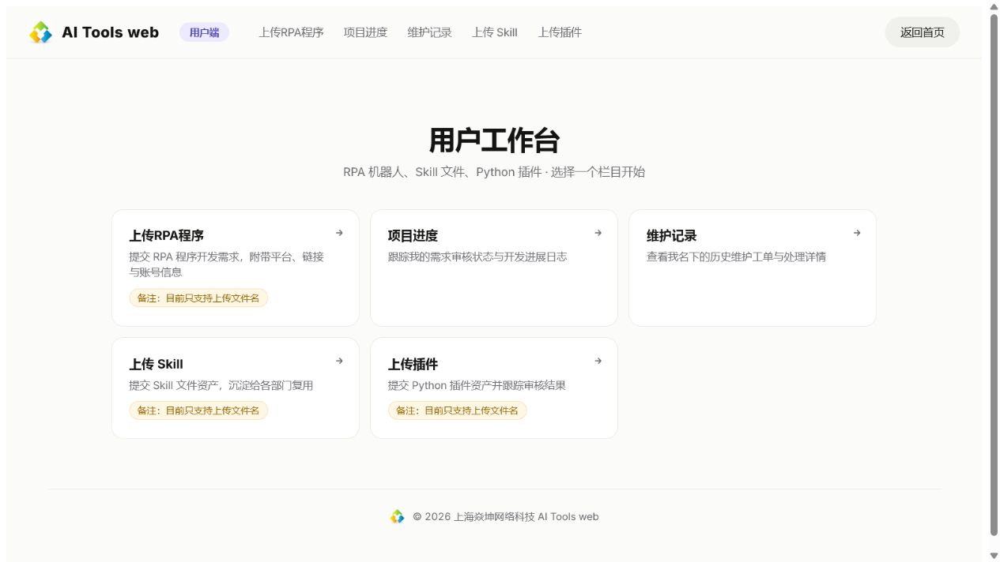 AI Tools web
用户端
上传RPA程序
项目进度
维护记录
上传 Skill
上传插件
返回首页
用户工作台
RPA 机器人、Skill 文件、Python 插件 · 选择一个栏目开始
上传RPA程序
提交 RPA 程序开发需求，附带平台、链接
与账号信息
备注：目前只支持上传文件名
项目进度
跟踪我的需求审核状态与开发进展日志
维护记录
查看我名下的历史维护工单与处理详情
上传 Skill
提交 Skill 文件资产，沉淀给各部门复用
备注：目前只支持上传文件名
上传插件
提交 Python 插件资产并跟踪审核结果
备注：目前只支持上传文件名
© 2026 上海焱坤网络科技 AI Tools web